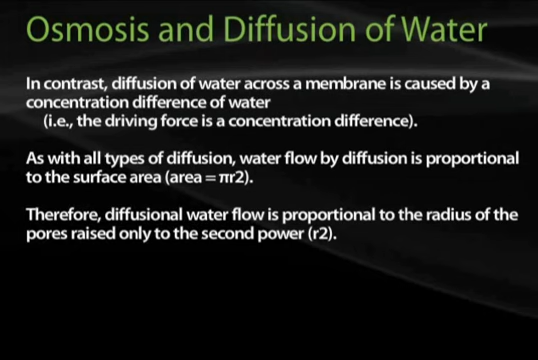 Osmosis and Diffusion of Water
In contrast, diffusion of water across a membrane is caused by a
concentration difference of water
(i.e., the driving force is a concentration difference).
As with all types of diffusion, water flow by diffusion is proportional
to the surface area (area = πr2).
Therefore, diffusional water flow is proportional to the radius of the
pores raised only to the second power (r2).